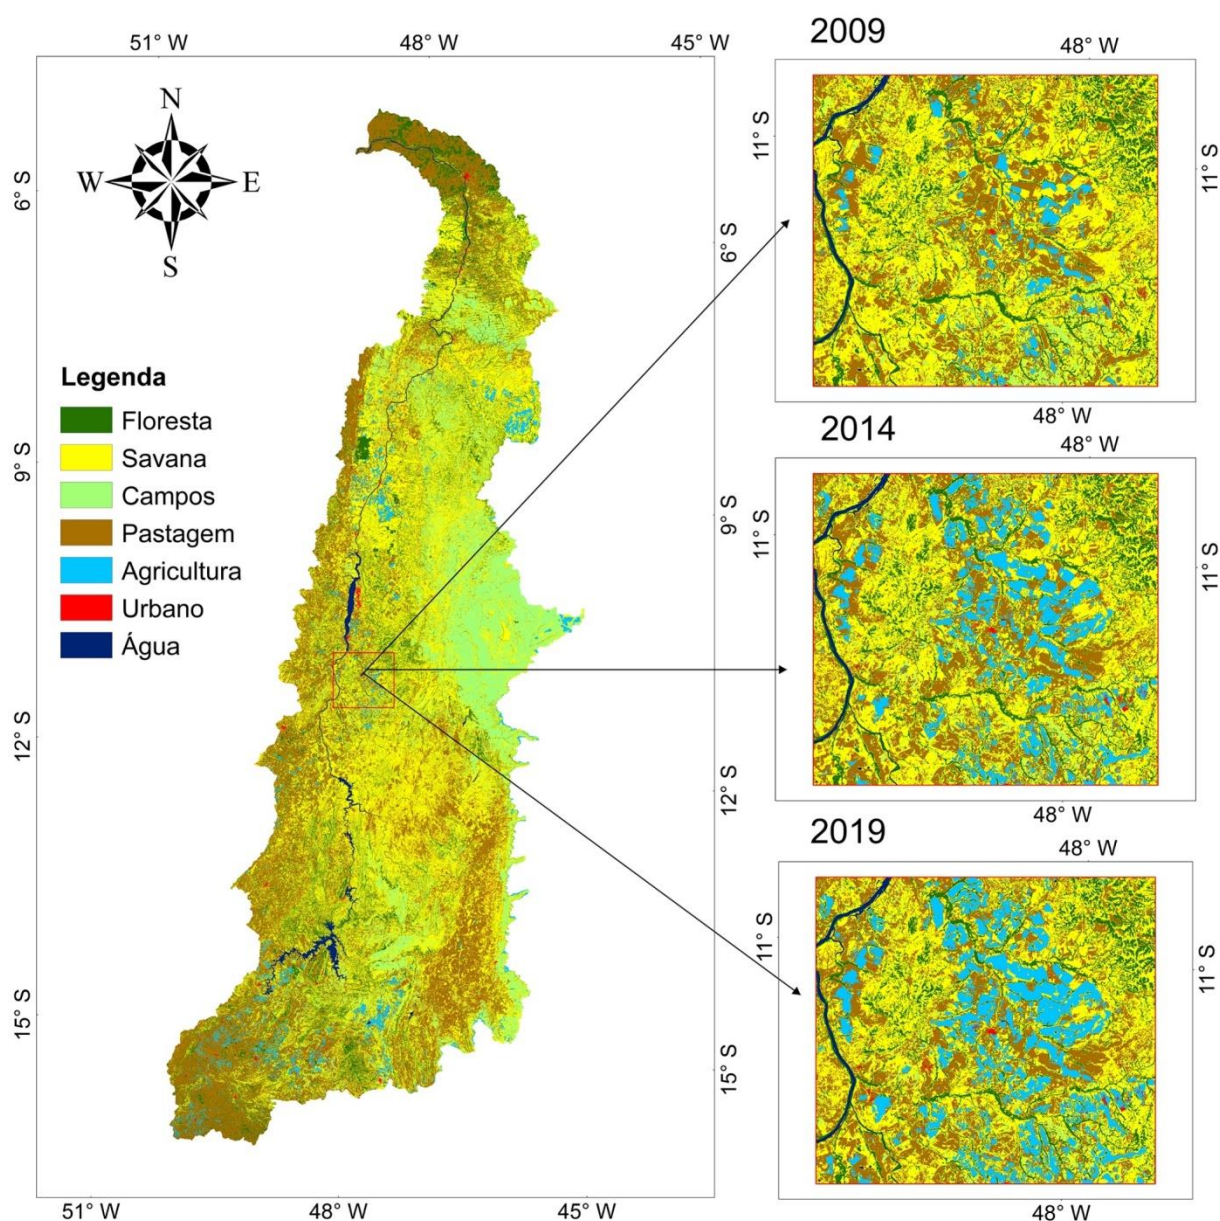 51° W
48° W
45° W
N
W
E
S
6° S
9° S
12° S
15° S
6° S
9° S
12° S
15° S
Legenda
Floresta
Savana
Campos
Pastagem
Agricultura
Urbano
Água
51° W
48° W
45° W
2009
48° W
11° S
11° S
48° W
2014
48° W
11° S
11° S
48° W
2019
48° W
11° S
11° S
48° W